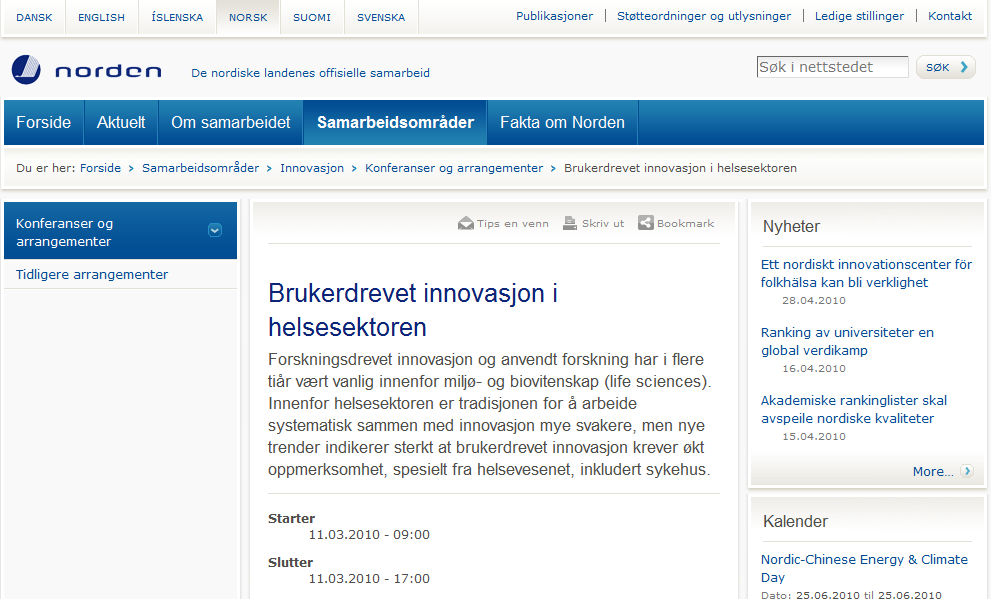 DANSK ENGLISH ÍSLENSKA NORSK SUOMI SVENSKA
Publikasjoner | Støtteordninger og utlysninger | Ledige stillinger | Kontakt
norden De nordiske landenes offisielle samarbeid
Søk i nettstedet SØK
Forside Aktuelt Om samarbeidet Samarbeidsområder Fakta om Norden
Du er her: Forside › Samarbeidsområder › Innovasjon › Konferanser og arrangementer › Brukerdrevet innovasjon i helsesektoren
Konferanser og
arrangementer
Tidligere arrangementer
Tips en venn Skriv ut Bookmark
Brukerdrevet innovasjon i
helsesektoren
Forskningsdrevet innovasjon og anvendt forskning har i flere
tiår vært vanlig innenfor miljø- og biovitenskap (life sciences).
Innenfor helsesektoren er tradisjonen for å arbeide
systematisk sammen med innovasjon mye svakere, men nye
trender indikerer sterkt at brukerdrevet innovasjon krever økt
oppmerksomhet, spesielt fra helsevesenet, inkludert sykehus.
Starter
11.03.2010 - 09:00
Slutter
11.03.2010 - 17:00
Nyheter
Ett nordiskt innovationscenter för
folkhälsa kan bli verklighet
28.04.2010
Ranking av universiteter en
global verdikamp
16.04.2010
Akademiske rankinglister skal
avspeile nordiske kvaliteter
15.04.2010
More...
Kalender
Nordic-Chinese Energy & Climate
Day
Dato: 25.06.2010 til 25.06.2010